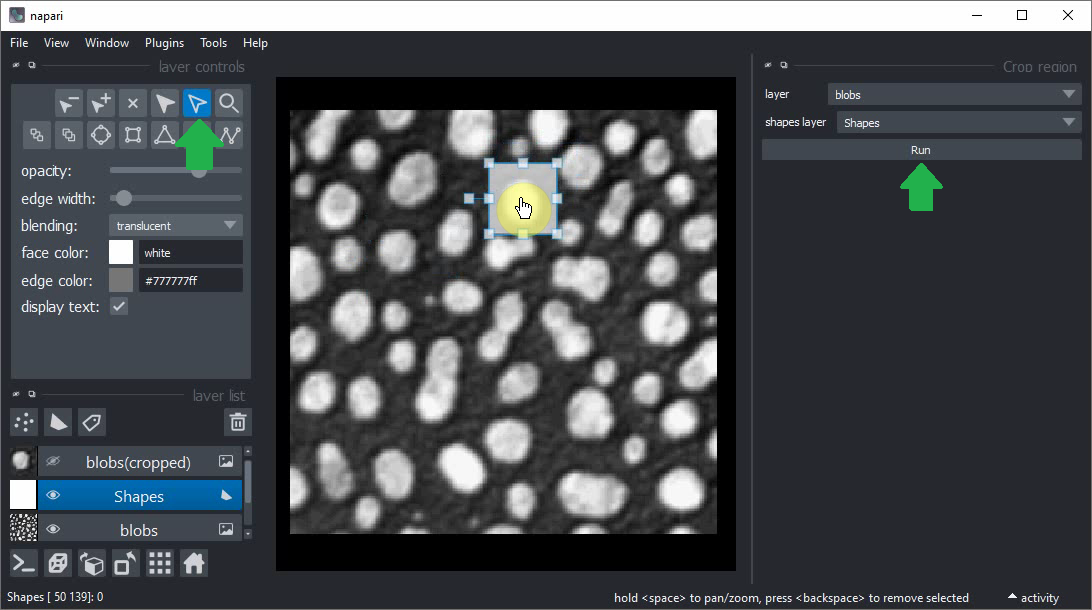 napari
File View Window Plugins Tools Help
layer controls
opacity:
edge width:
blending: translucent
face color: white
edge color: #777777ff
display text:
layer list
blobs(cropped)
Shapes
blobs
Crop region
layer blobs
shapes layer Shapes
Run
Shapes [ 50 139]: 0
hold <space> to pan/zoom, press <backspace> to remove selected
activity